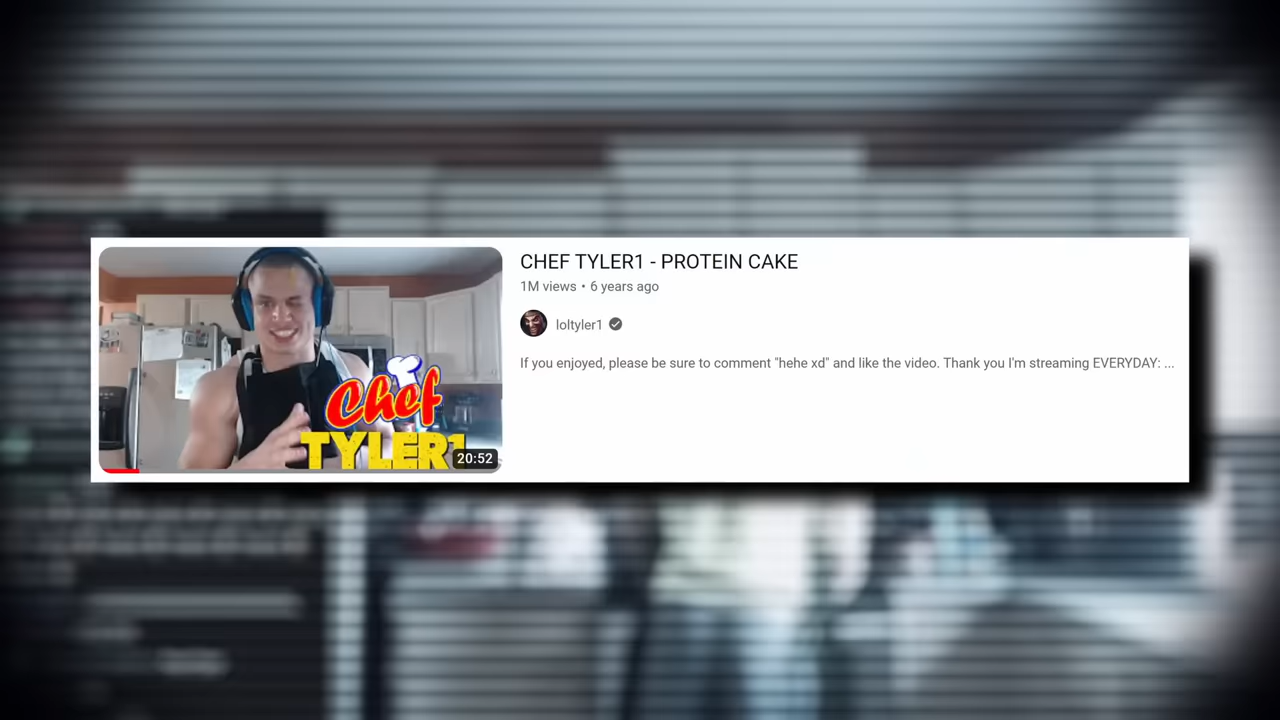 CHEF TYLER1 - PROTEIN CAKE
1M views • 6 years ago
loltyler1
If you enjoyed, please be sure to comment "hehe xd" and like the video. Thank you I'm streaming EVERYDAY: ...
Chef
TYLER1
20:52